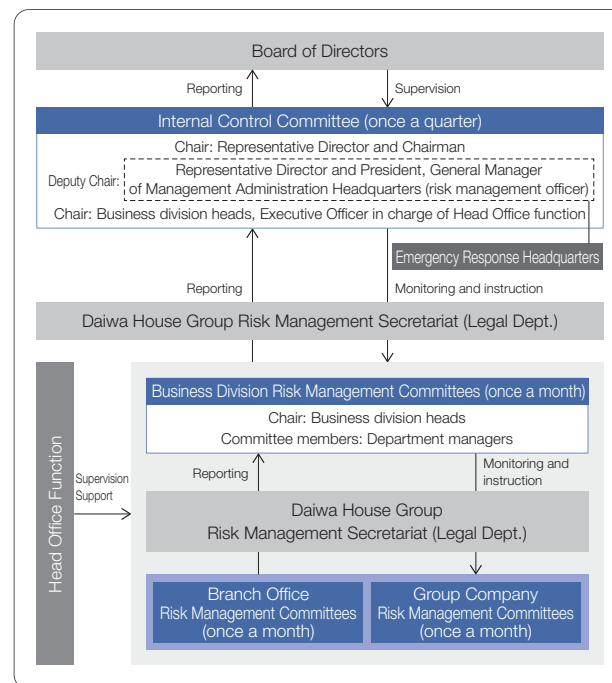 Board of Directors
Reporting
Supervision
Internal Control Committee (once a quarter)
Chair: Representative Director and Chairman
Deputy Chair:
Representative Director and President, General Manager
of Management Administration Headquarters (risk management officer)
Chair: Business division heads, Executive Officer in charge of Head Office function
Emergency Response Headquarters
Reporting
Monitoring and instruction
Daiwa House Group Risk Management Secretariat (Legal Dept.)
Head Office Function
Supervision
Support
Business Division Risk Management Committees (once a month)
Chair: Business division heads
Committee members: Department managers
Reporting
Monitoring and
instruction
Daiwa House Group
Risk Management Secretariat (Legal Dept.)
Branch Office
Risk Management Committees
(once a month)
Group Company
Risk Management Committees
(once a month)